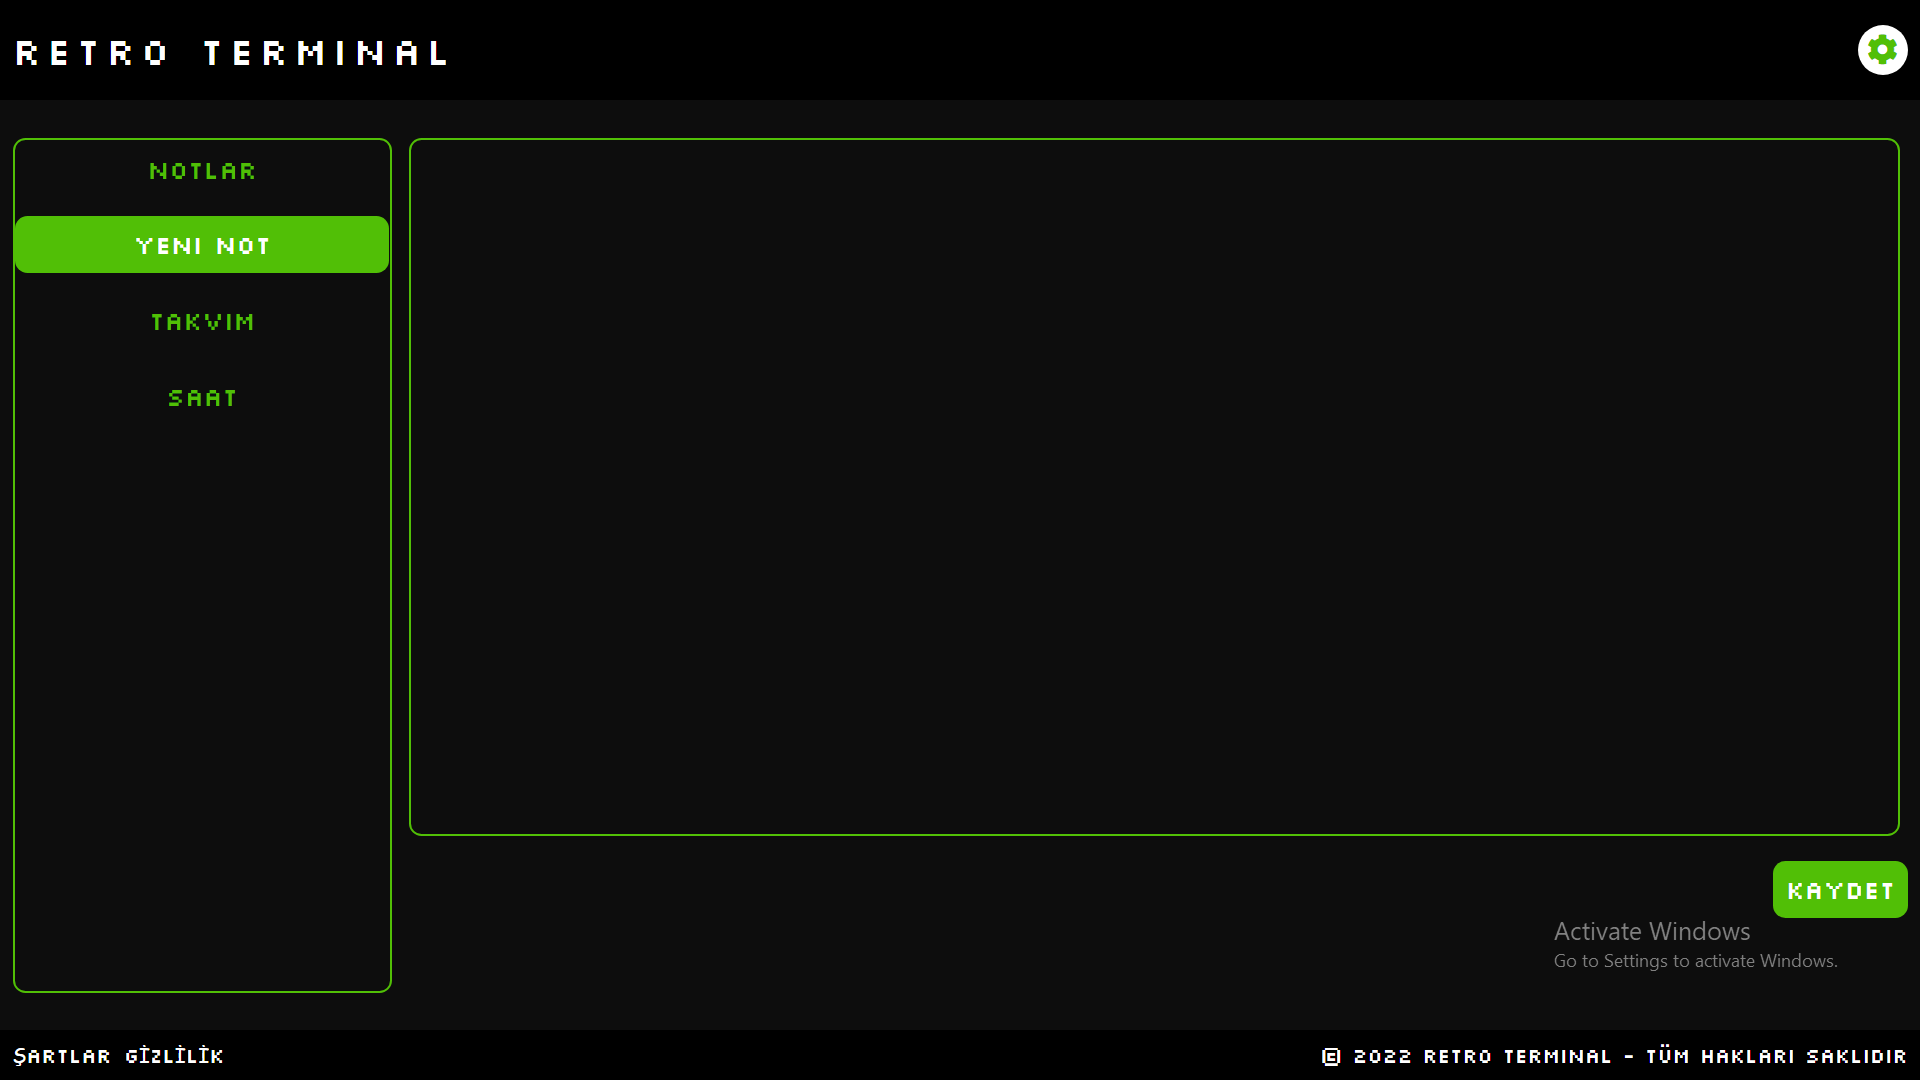 RETRO TERMINAL
NOTLAR
YENI NOT
TAKVIM
SAAT
KAYDET
Activate Windows
Go to Settings to activate Windows.
ŞARTLAR GİZLİLİK
© 2022 RETRO TERMINAL - TÜM HAKLARI SAKLIDIR